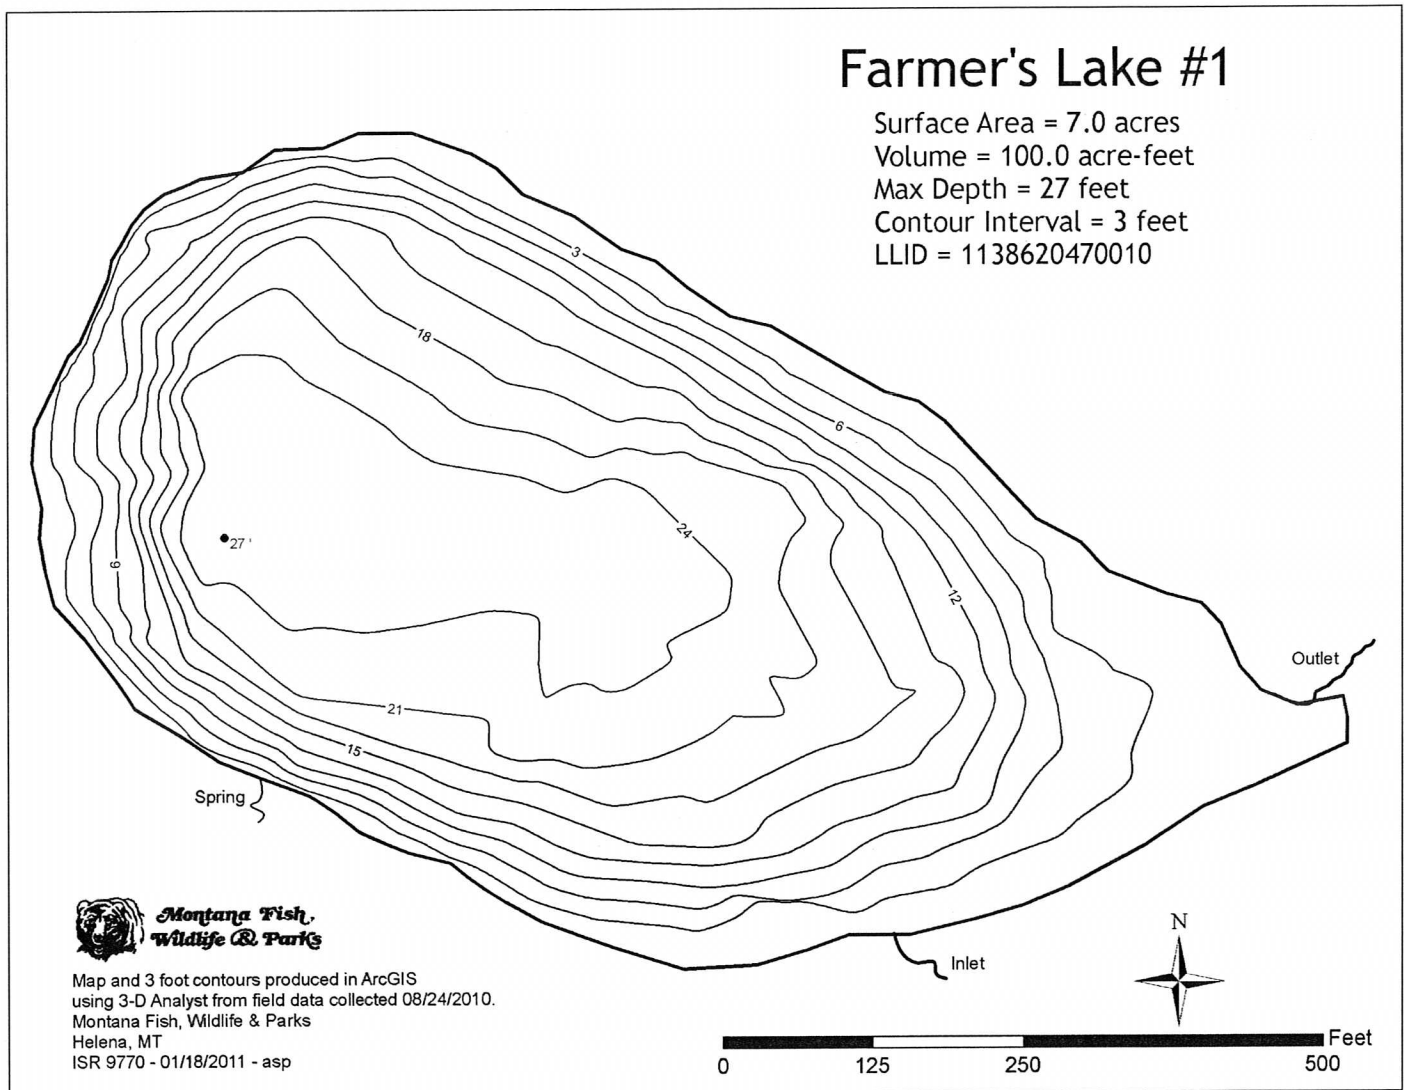 Farmer's Lake #1
Surface Area = 7.0 acres
Volume = 100.0 acre-feet
Max Depth = 27 feet
Contour Interval = 3 feet
LLID = 1138620470010
3
18
6
24
27 '
9
12
Outlet
21
15
Spring
Montana Fish,
Wildlife & Parks
N
Inlet
Map and 3 foot contours produced in ArcGIS
using 3-D Analyst from field data collected 08/24/2010.
Montana Fish, Wildlife & Parks
Helena, MT
ISR 9770 - 01/18/2011 - asp
Feet
0 125 250 500